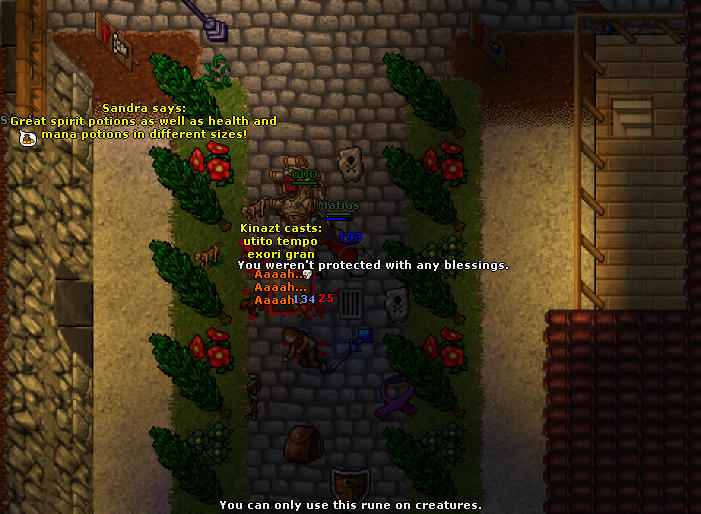 Sandra says:
Great spirit potions as well as health and
mana potions in different sizes!
GOD
Matias
Kinazt casts:
utito tempo
exori gran
193
You weren't protected with any blessings.
Aaaah...
Aaaah...
Aaaah
134 25
You can only use this rune on creatures.